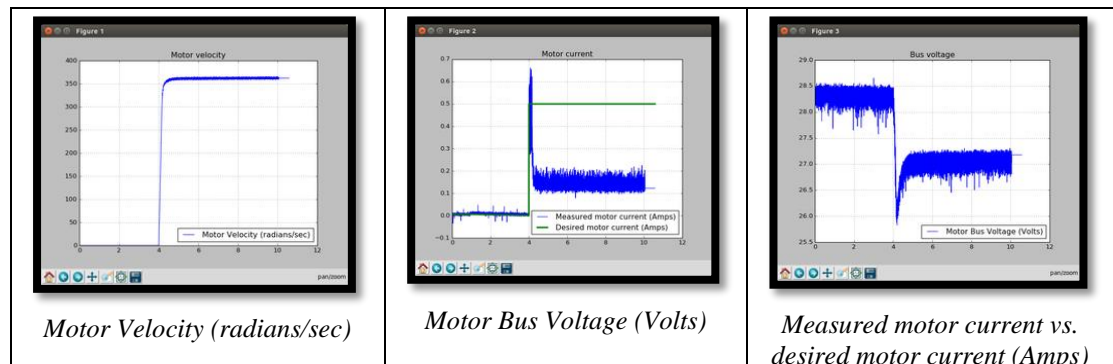 Figure 1
Motor velocity
400
350
300
250
200
150
100
50
0
0 2 4 6 8 10 12
Motor Velocity (radians/sec)
pan/zoom
Motor Velocity (radians/sec)
Figure 2
Motor current
0.7
0.6
0.5
0.4
0.3
0.2
0.1
0.0
−0.1
0 2 4 6 8 10 12
Measured motor current (Amps)
Desired motor current (Amps)
Motor Bus Voltage (Volts)
Figure 3
Bus voltage
29.0
28.5
28.0
27.5
27.0
26.5
26.0
25.5
0 2 4 6 8 10 12
Motor Bus Voltage (Volts)
pan/zoom
Measured motor current vs.
desired motor current (Amps)